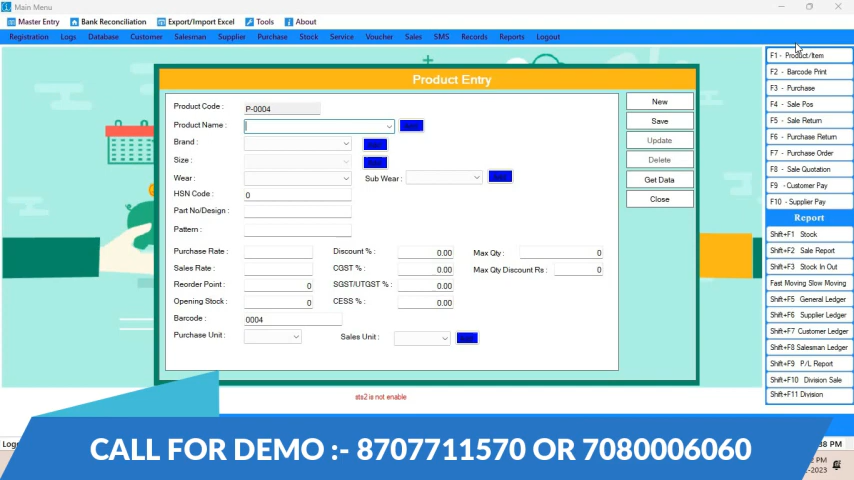 Main Menu
Master Entry Bank Reconciliation Export/Import Excel Tools About
Registration Logs Database Customer Salesman Supplier Purchase Stock Service Voucher Sales SMS Records Reports Logout
Product Entry
Product Code : P-0004
Product Name :
Brand :
Size :
Wear : Sub Wear :
HSN Code : 0
Part No/Design :
Pattern :
Purchase Rate : Discount % : 0.00 Max Qty : 0
Sales Rate : CGST % : 0.00 Max Qty Discount Rs : 0
Reorder Point : 0 SGST/UTGST % : 0.00
Opening Stock : 0 CESS % : 0.00
Barcode : 0004
Purchase Unit : Sales Unit :
New
Save
Update
Delete
Get Data
Close
F1 - Product/Item
F2 - Barcode Print
F3 - Purchase
F4 - Sale Pos
F5 - Sale Return
F6 - Purchase Return
F7 - Purchase Order
F8 - Sale Quotation
F9 - Customer Pay
F10 - Supplier Pay
Report
Shift+F1 Stock
Shift+F2 Sale Report
Shift+F3 Stock In Out
Fast Moving Slow Moving
Shift+F5 General Ledger
Shift+F6 Supplier Ledger
Shift+F7 Customer Ledger
Shift+F8 Salesman Ledger
Shift+F9 P/L Report
Shift+F10 Division Sale
Shift+F11 Division
sts2 is not enable
CALL FOR DEMO :- 8707711570 OR 7080006060